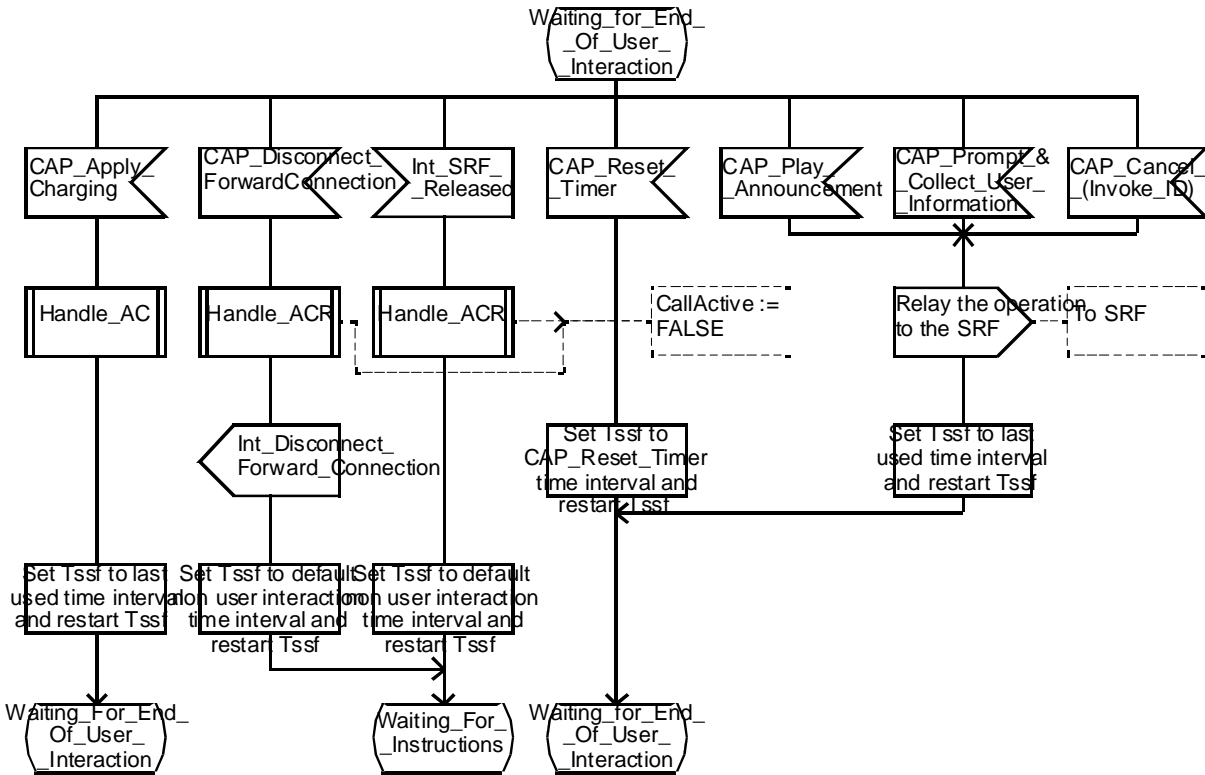 Waiting_for_End_
_Of_User_
_Interaction
CAP_Apply_
Charging
CAP_Disconnect_
ForwardConnection
Int_SRF_
_Released
CAP_Reset_
_Timer
CAP_Play_
_Announcement
CAP_Prompt_&
_Collect_User_
_Information
CAP_Cancel_
_(Invoke_ID)
Handle_AC
Handle_ACR
Handle_ACR
CallActive :=
FALSE
Relay the operation
to the SRF
To SRF
Int_Disconnect_
Forward_Connection
Set Tssf to
CAP_Reset_Timer
time interval and
restart Tssf
Set Tssf to last
used time interval
and restart Tssf
Set Tssf to last
used time interval
and restart Tssf
Set Tssf to default
non user interaction
time interval and
restart Tssf
Set Tssf to default
non user interaction
time interval and
restart Tssf
Waiting_For_End_
_Of_User_
_Interaction
Waiting_For_
_Instructions
Waiting_for_End_
_Of_User_
_Interaction